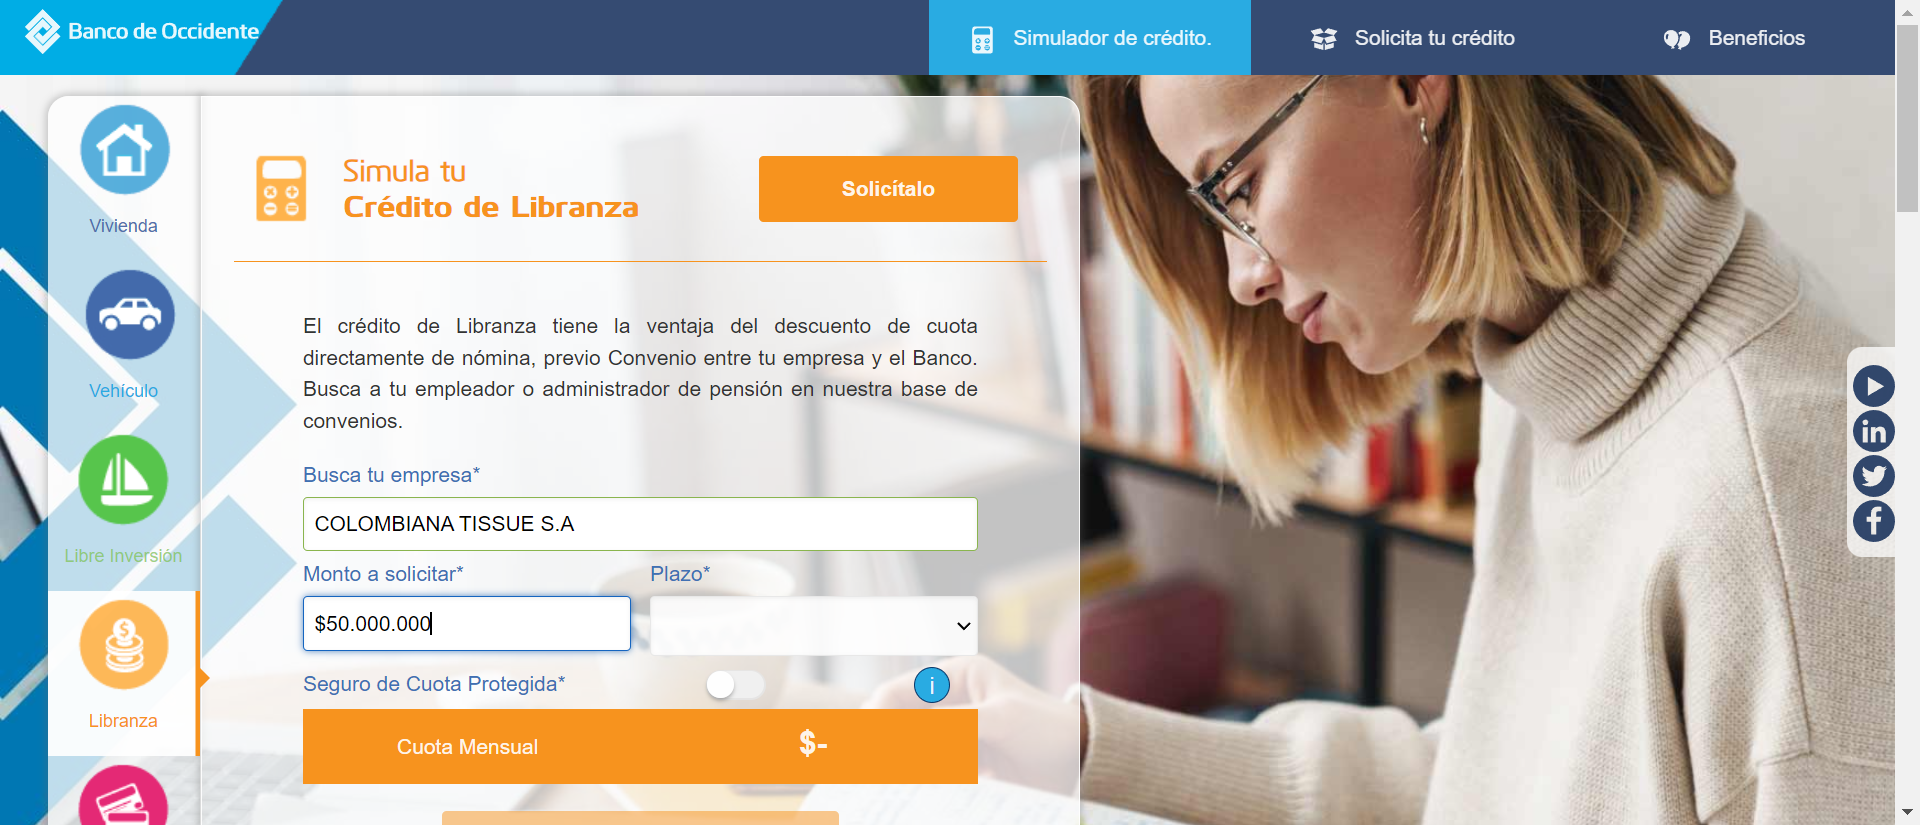 Banco de Occidente
Simulador de crédito.
Solicita tu crédito
Beneficios
Vivienda
Vehículo
Libre Inversión
Libranza
Simula tu
Crédito de Libranza
Solicítalo
El crédito de Libranza tiene la ventaja del descuento de cuota
directamente de nómina, previo Convenio entre tu empresa y el Banco.
Busca a tu empleador o administrador de pensión en nuestra base de
convenios.
Busca tu empresa*
COLOMBIANA TISSUE S.A
Monto a solicitar*
Plazo*
$50.000.000
Seguro de Cuota Protegida*
i
Cuota Mensual
$-